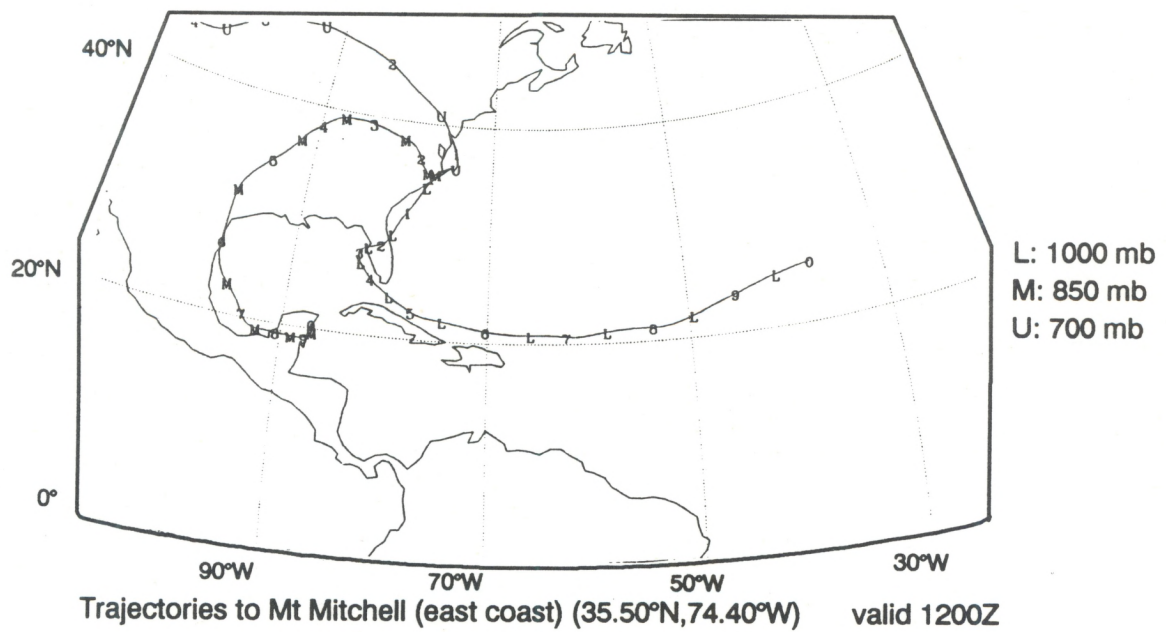 40°N
20°N
0°
90°W
70°W
50°W
30°W
L: 1000 mb
M: 850 mb
U: 700 mb
Trajectories to Mt Mitchell (east coast) (35.50°N,74.40°W) valid 1200Z